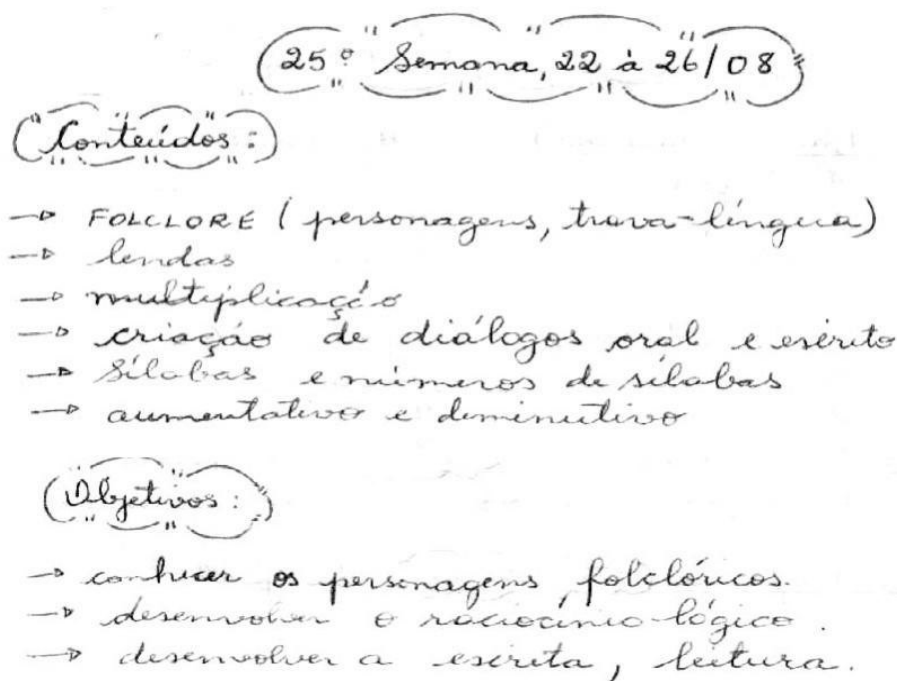 25º Semana, 22 à 26/08
Conteúdos:
→ FOLCLORE (personagens, trava-língua)
→ lendas
→ multiplicação
→ criação de diálogos oral e escrito
→ Sílabas e números de sílabas
→ aumentativo e diminutivo
Objetivos:
→ conhecer os personagens folclóricos.
→ desenvolver o raciocínio-lógico.
→ desenvolver a escrita, leitura.